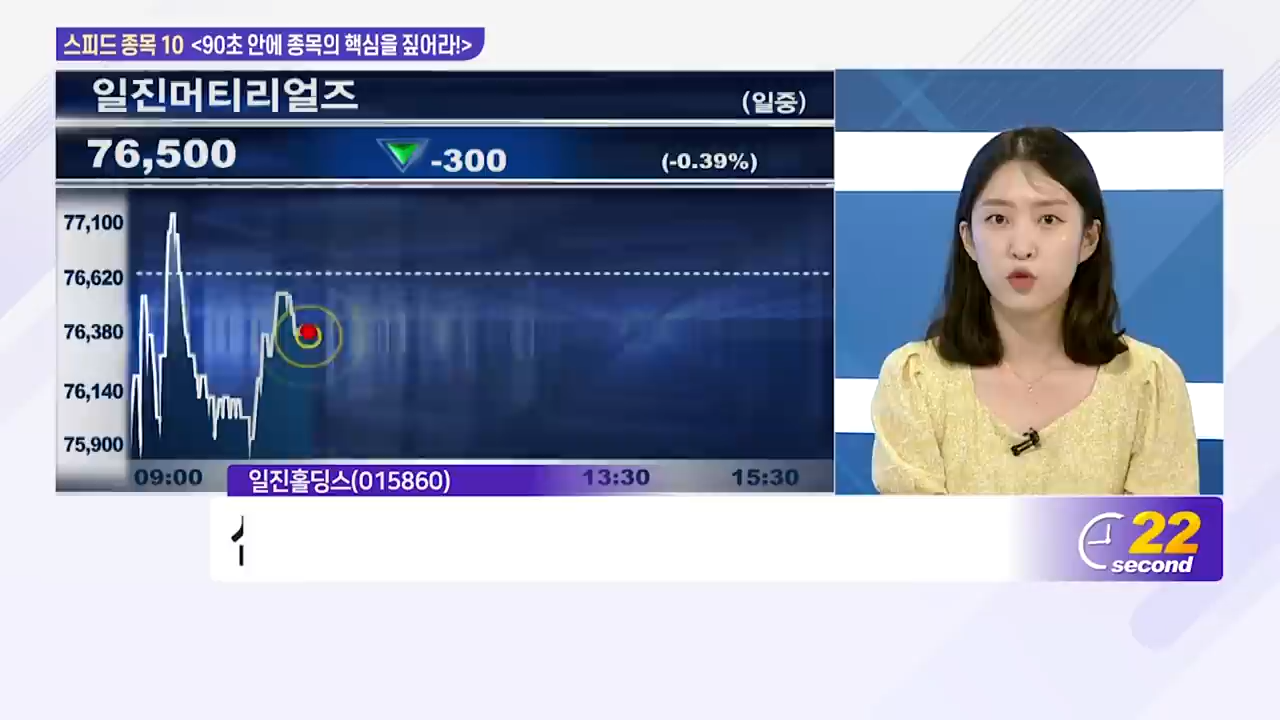 스피드 종목 10 <90초 안에 종목의 핵심을 짚어라!>
일진머티리얼즈 (일중)
76,500 -300 (-0.39%)
77,100
76,620
76,380
76,140
75,900
09:00 13:30 15:30
일진홀딩스(015860)
22
second